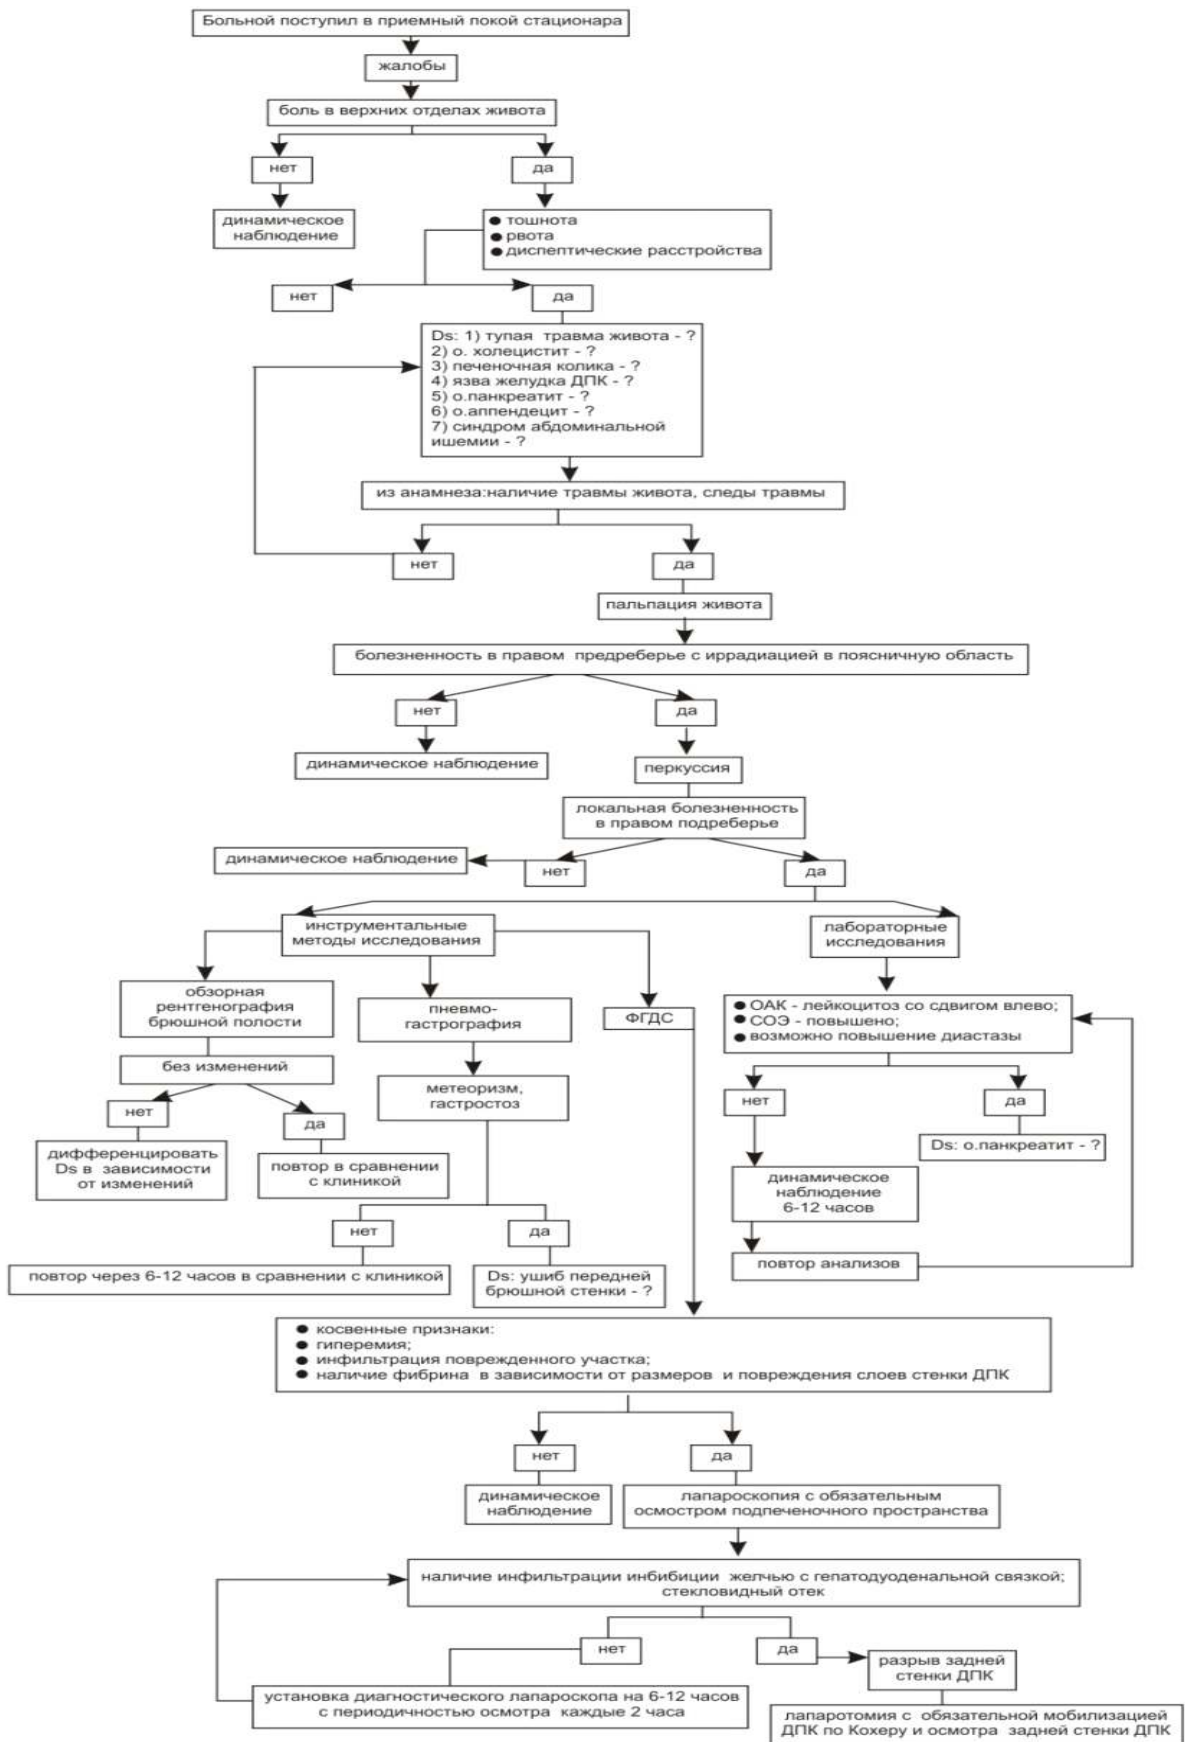 Больной поступил в приемный покой стационара
жалобы
боль в верхних отделах живота
нет
да
динамическое
наблюдение
● тошнота
● рвота
● диспептические расстройства
нет
да
Ds: 1) тупая травма живота - ?
2) о. холецистит - ?
3) печеночная колика - ?
4) язва желудка ДПК - ?
5) о.панкреатит - ?
6) о.аппендецит - ?
7) синдром абдоминальной
ишемии - ?
из анамнеза:наличие травмы живота, следы травмы
нет
да
пальпация живота
болезненность в правом предреберье с иррадиацией в поясничную область
нет
да
динамическое наблюдение
перкуссия
локальная болезненность
в правом подреберье
динамическое наблюдение
нет
да
инструментальные
методы исследования
лабораторные
исследования
обзорная
рентгенография
брюшной полости
пневмо-
гастрография
ФГДС
● ОАК - лейкоцитоз со сдвигом влево;
● СОЭ - повышено;
● возможно повышение диастазы
без изменений
метеоризм,
гастростоз
нет
да
нет
да
дифференцировать
Ds в зависимости
от изменений
повтор в сравнении
с клиникой
Ds: о.панкреатит - ?
динамическое
наблюдение
6-12 часов
нет
да
повтор анализов
повтор через 6-12 часов в сравнении с клиникой
Ds: ушиб передней
брюшной стенки - ?
● косвенные признаки:
● гиперемия;
● инфильтрация поврежденного участка;
● наличие фибрина в зависимости от размеров и повреждения слоев стенки ДПК
нет
да
динамическое
наблюдение
лапароскопия с обязательным
осмостром подпеченочного пространства
наличие инфильтрации инбибиции желчью с гепатодуоденальной связкой;
стекловидный отек
нет
да
разрыв задней
стенки ДПК
установка диагностического лапароскопа на 6-12 часов
с периодичностью осмотра каждые 2 часа
лапаротомия с обязательной мобилизацией
ДПК по Кохеру и осмотра задней стенки ДПК